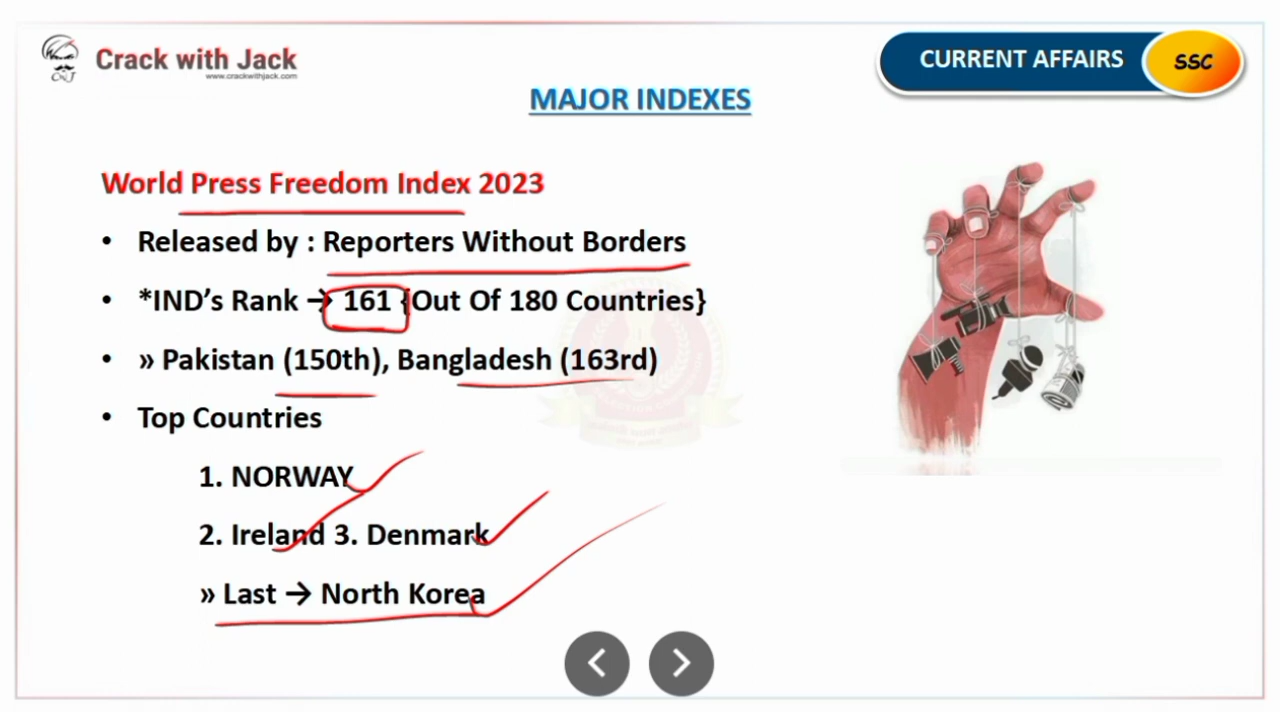 Crack with Jack
www.crackwithjack.com
CURRENT AFFAIRS
SSC
MAJOR INDEXES
World Press Freedom Index 2023
• Released by : Reporters Without Borders
• *IND's Rank → 161 {Out Of 180 Countries}
• » Pakistan (150th), Bangladesh (163rd)
• Top Countries
1. NORWAY
2. Ireland 3. Denmark
» Last → North Korea